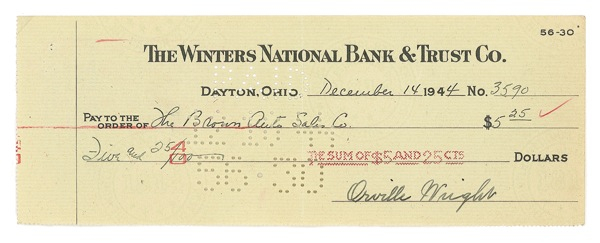 56-30
THE WINTERS NATIONAL BANK & TRUST CO.
DAYTON, OHIO, December 14 1944 No. 3590
PAY TO THE ORDER OF The Brown Auto Sales Co. $5 25
Five and 25/100 THE SUM OF $5 AND 25 CTS DOLLARS
Orville Wright